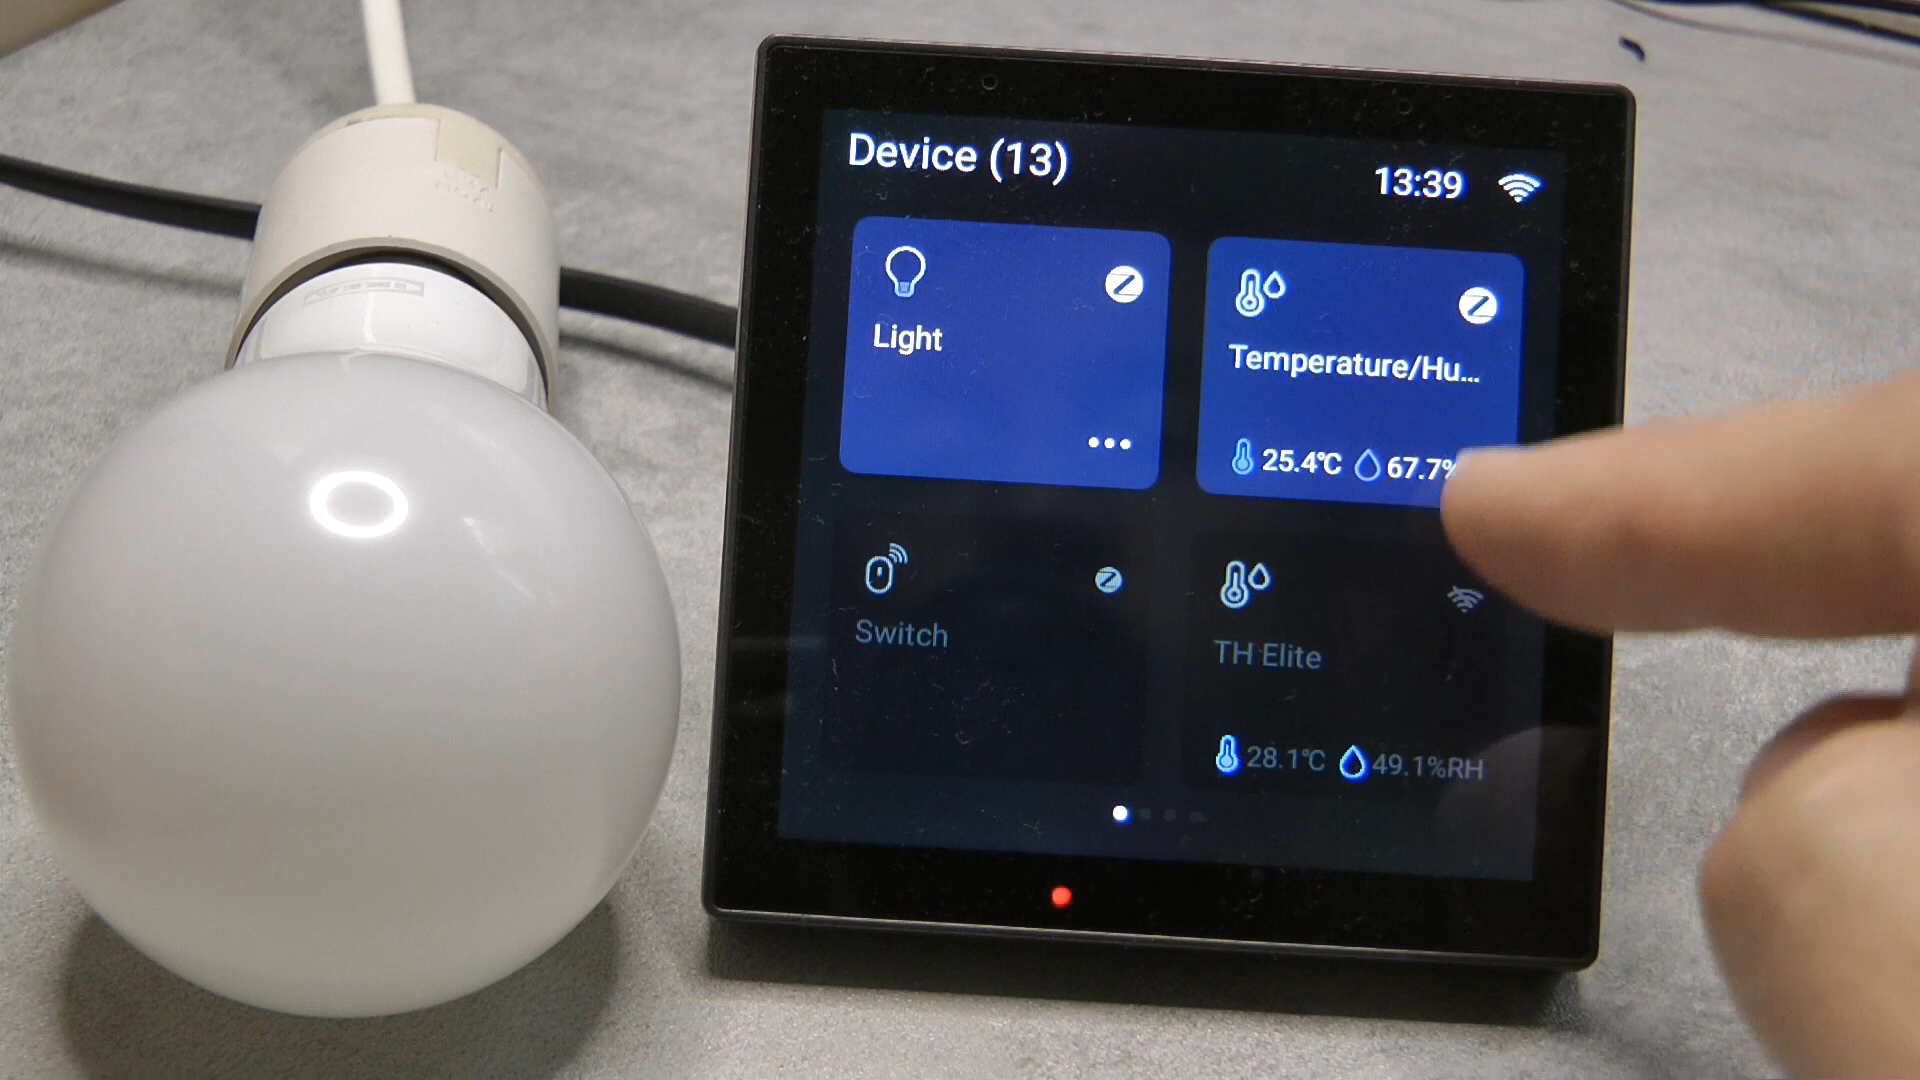 Device (13)
13:39
Light
Temperature/Hu...
25.4℃ 67.7%
Switch
TH Elite
28.1℃ 49.1%RH